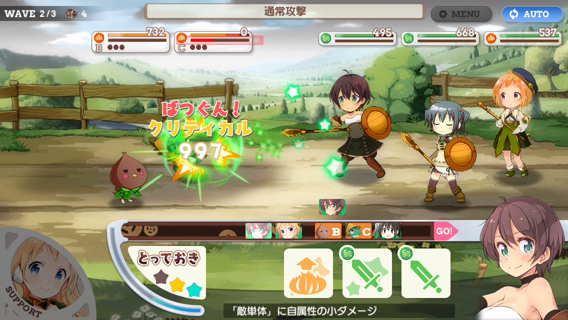 WAVE 2/3
4
通常攻撃
MENU
AUTO
732
B
0
C
495
668
537
ばつぐん!
クリティカル
997
B
C
GO!
とっておき
SUPPORT
「敵単体」に自属性の小ダメージ